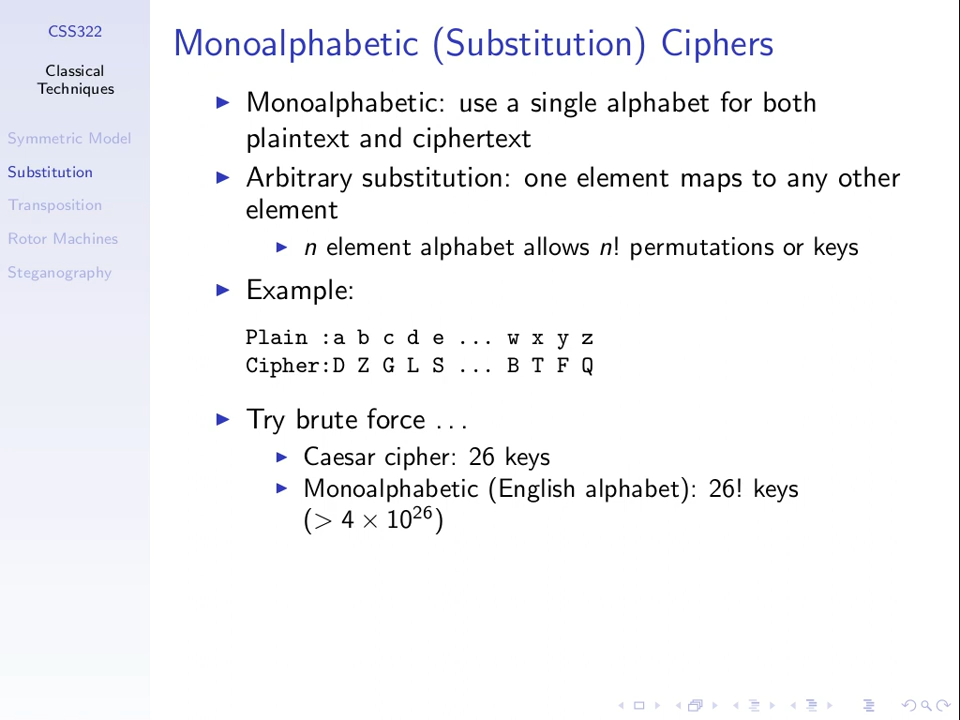 CSS322
Classical
Techniques
Symmetric Model
Substitution
Transposition
Rotor Machines
Steganography
Monoalphabetic (Substitution) Ciphers
Monoalphabetic: use a single alphabet for both
plaintext and ciphertext
Arbitrary substitution: one element maps to any other
element
n element alphabet allows n! permutations or keys
Example:
Plain :a b c d e ... w x y z
Cipher:D Z G L S ... B T F Q
Try brute force ...
Caesar cipher: 26 keys
Monoalphabetic (English alphabet): 26! keys
(> 4 × 10²⁶)